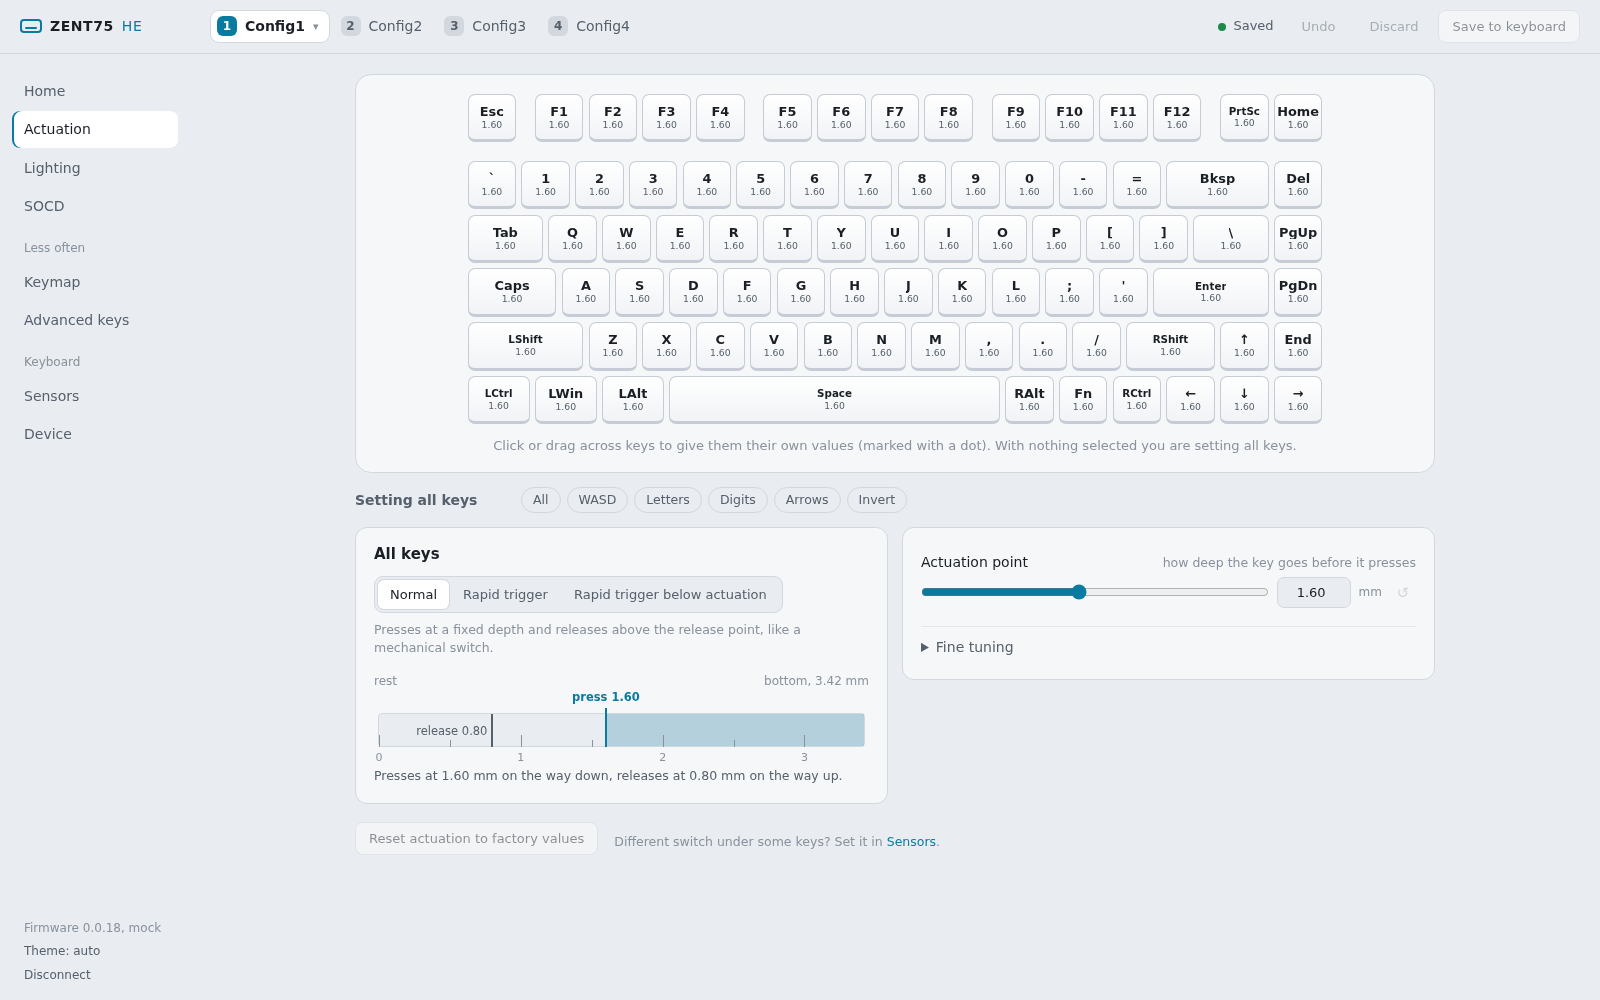 ZENT75 HE
1 Config1 ▾ 2 Config2 3 Config3 4 Config4
Saved Undo Discard Save to keyboard
Home
Actuation
Lighting
SOCD
Less often
Keymap
Advanced keys
Keyboard
Sensors
Device
Firmware 0.0.18, mock
Theme: auto
Disconnect
Esc F1 F2 F3 F4 F5 F6 F7 F8 F9 F10 F11 F12 PrtSc Home
1.60 1.60 1.60 1.60 1.60 1.60 1.60 1.60 1.60 1.60 1.60 1.60 1.60 1.60 1.60
` 1 2 3 4 5 6 7 8 9 0 - = Bksp Del
1.60 1.60 1.60 1.60 1.60 1.60 1.60 1.60 1.60 1.60 1.60 1.60 1.60 1.60 1.60
Tab Q W E R T Y U I O P [ ] \ PgUp
1.60 1.60 1.60 1.60 1.60 1.60 1.60 1.60 1.60 1.60 1.60 1.60 1.60 1.60 1.60
Caps A S D F G H J K L ; ' Enter PgDn
1.60 1.60 1.60 1.60 1.60 1.60 1.60 1.60 1.60 1.60 1.60 1.60 1.60 1.60
LShift Z X C V B N M , . / RShift ↑ End
1.60 1.60 1.60 1.60 1.60 1.60 1.60 1.60 1.60 1.60 1.60 1.60 1.60 1.60
LCtrl LWin LAlt Space RAlt Fn RCtrl ← ↓ →
1.60 1.60 1.60 1.60 1.60 1.60 1.60 1.60 1.60 1.60
Click or drag across keys to give them their own values (marked with a dot). With nothing selected you are setting all keys.
Setting all keys All WASD Letters Digits Arrows Invert
All keys
Normal Rapid trigger Rapid trigger below actuation
Presses at a fixed depth and releases above the release point, like a
mechanical switch.
rest bottom, 3.42 mm
press 1.60
release 0.80
0 1 2 3
Presses at 1.60 mm on the way down, releases at 0.80 mm on the way up.
Actuation point how deep the key goes before it presses
1.60 mm ↺
▶ Fine tuning
Reset actuation to factory values Different switch under some keys? Set it in Sensors.